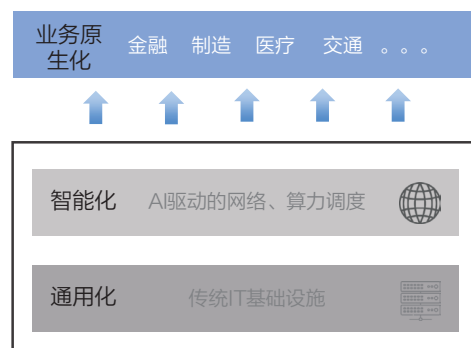 业务原
生化
金融 制造 医疗 交通 。。。
智能化 AI驱动的网络、算力调度
通用化 传统IT基础设施